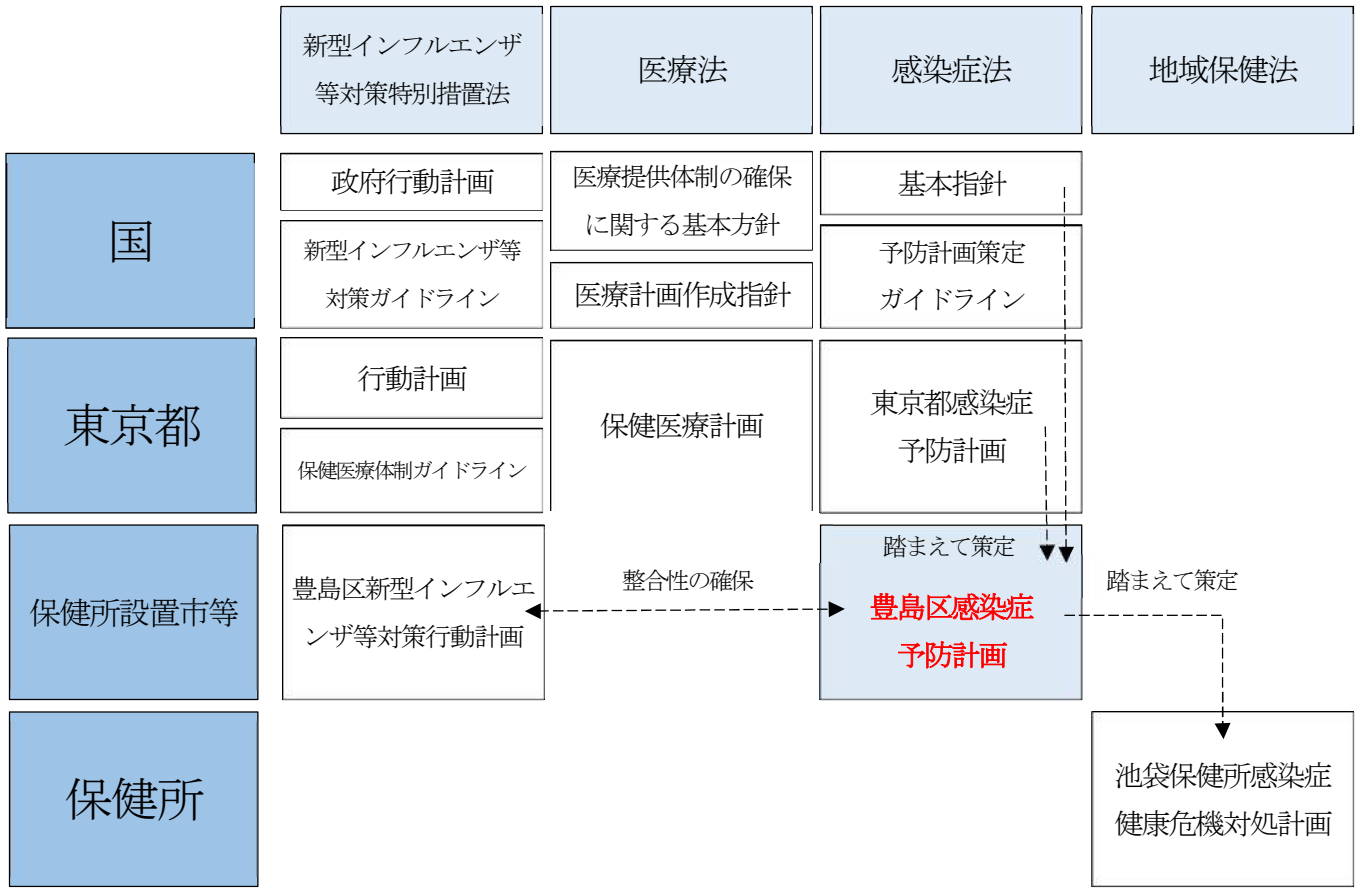 新型インフルエンザ
等対策特別措置法
医療法
感染症法
地域保健法
国
政府行動計画
新型インフルエンザ等
対策ガイドライン
医療提供体制の確保
に関する基本方針
医療計画作成指針
基本指針
予防計画策定
ガイドライン
東京都
行動計画
保健医療体制ガイドライン
保健医療計画
東京都感染症
予防計画
保健所設置市等
豊島区新型インフルエ
ンザ等対策行動計画
整合性の確保
踏まえて策定
豊島区感染症
予防計画
踏まえて策定
保健所
池袋保健所感染症
健康危機対処計画